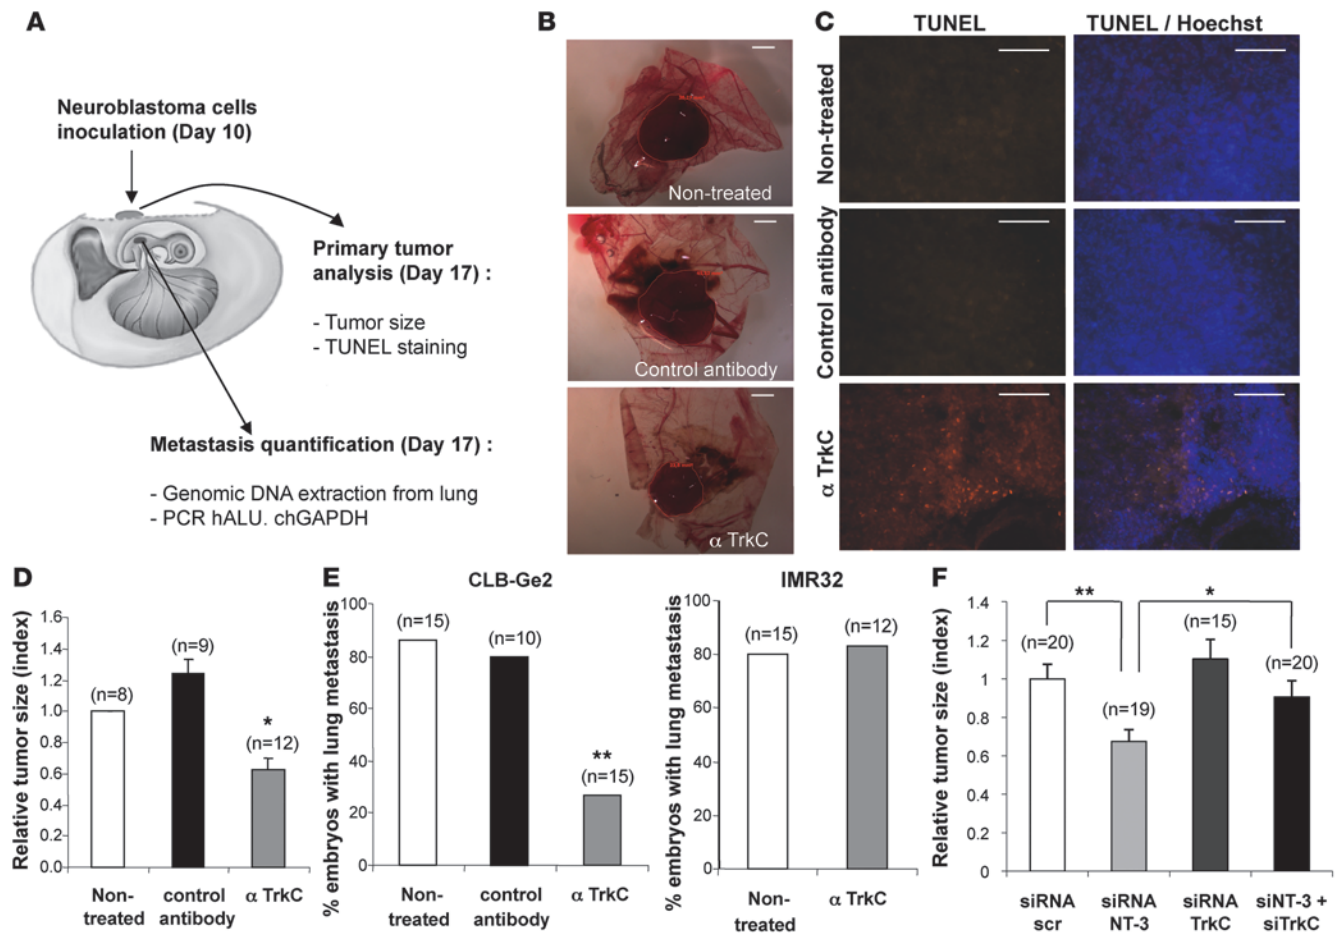 A
Neuroblastoma cells
inoculation (Day 10)
Primary tumor
analysis (Day 17) :
- Tumor size
- TUNEL staining
Metastasis quantification (Day 17) :
- Genomic DNA extraction from lung
- PCR hALU. chGAPDH
B
Non-treated
Control antibody
α TrkC
C
TUNEL
TUNEL / Hoechst
Non-treated
Control antibody
α TrkC
D
Relative tumor size (index)
1.6
1.4
1.2
1.0
0.8
0.6
0.4
0.2
0.0
(n=8)
(n=9)
*
(n=12)
Non-
treated
control
antibody
α TrkC
E
CLB-Ge2
% embryos with lung metastasis
100
80
60
40
20
0
(n=15)
(n=10)
**
(n=15)
Non-
treated
control
antibody
α TrkC
IMR32
% embryos with lung metastasis
100
80
60
40
20
0
(n=15)
(n=12)
Non-
treated
α TrkC
F
Relative tumor size (index)
1.4
1.2
1
0.8
0.6
0.4
0.2
0
**
*
(n=20)
(n=19)
(n=15)
(n=20)
siRNA
scr
siRNA
NT-3
siRNA
TrkC
siNT-3 +
siTrkC